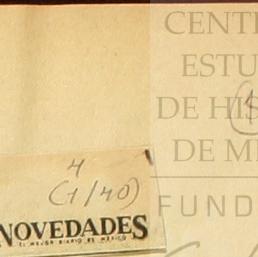 CENT
ESTU
DE HIS
DE M
FUND
4
(1/40)
NOVEDADES
EL MEJOR DIARIO DE MEXICO